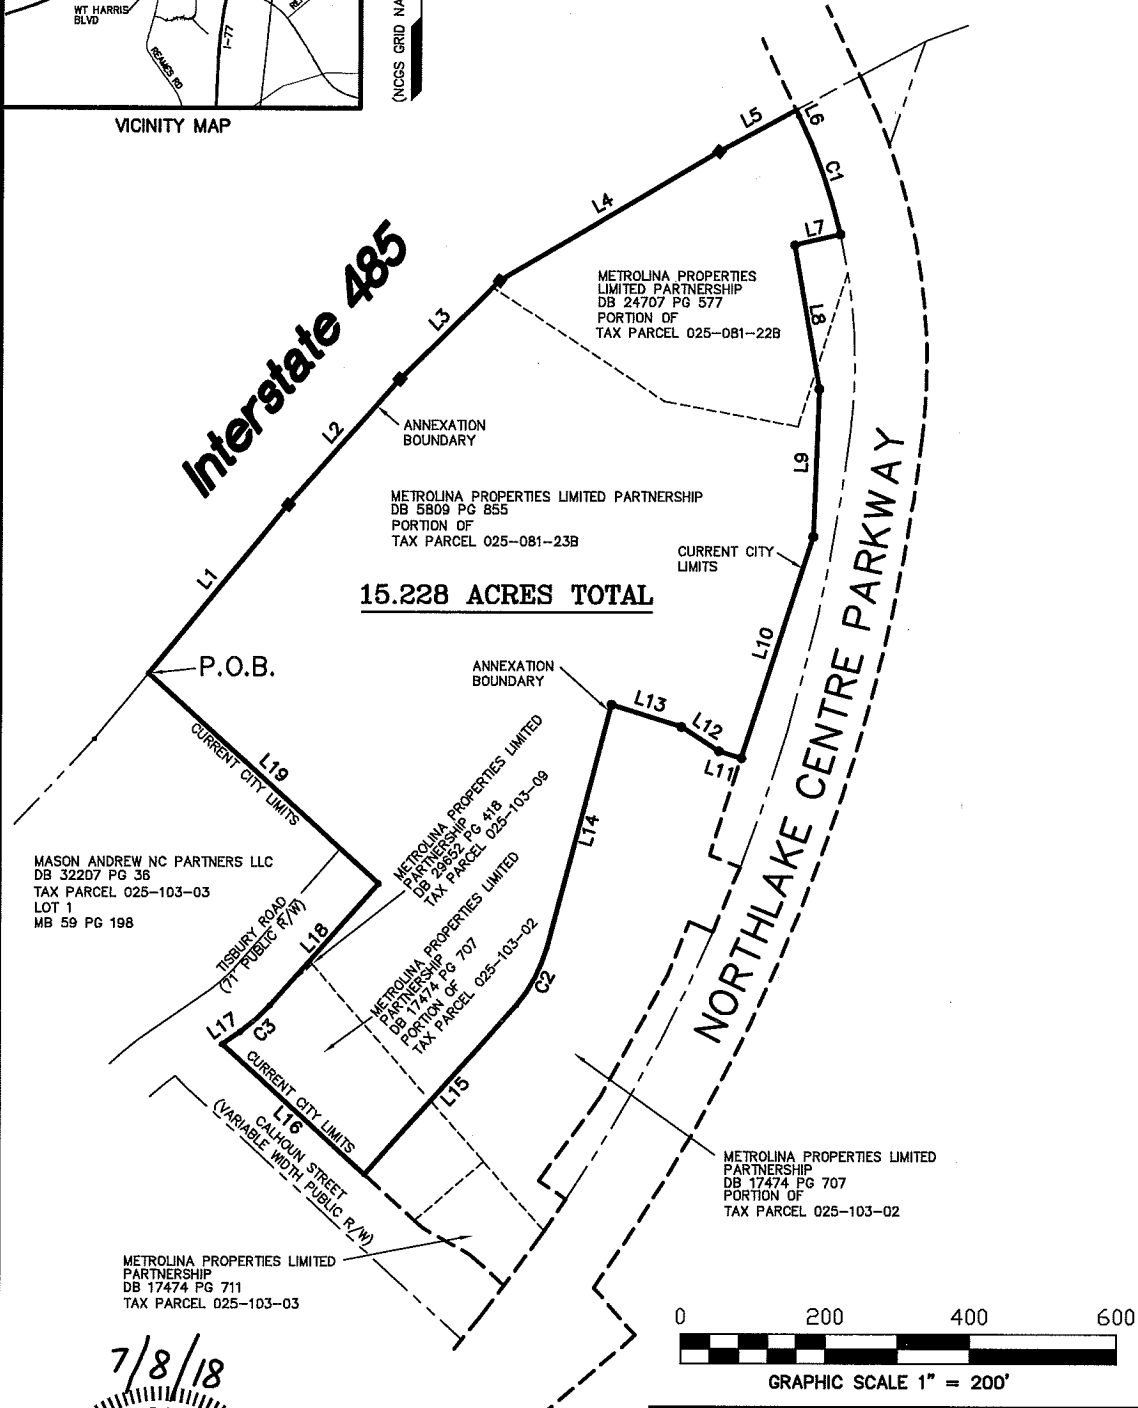 WT HARRIS
BLVD
REAMES RD
I-77
(NCGS GRID NA
VICINITY MAP
L5
L6
C1
L4
L7
Interstate 485
METROLINA PROPERTIES
LIMITED PARTNERSHIP
DB 24707 PG 577
PORTION OF
TAX PARCEL 025-081-22B
L3
L8
L2
ANNEXATION
BOUNDARY
L9
METROLINA PROPERTIES LIMITED PARTNERSHIP
DB 5809 PG 855
PORTION OF
TAX PARCEL 025-081-23B
CURRENT CITY
LIMITS
L1
15.228 ACRES TOTAL
L10
P.O.B.
ANNEXATION
BOUNDARY
L13
L12
L11
NORTHLAKE CENTRE PARKWAY
L19
CURRENT CITY LIMITS
METROLINA PROPERTIES LIMITED
PARTNERSHIP
DB 29652 PG 418
TAX PARCEL 025-103-09
L14
MASON ANDREW NC PARTNERS LLC
DB 32207 PG 36
TAX PARCEL 025-103-03
LOT 1
MB 59 PG 198
TISBURY ROAD
(71' PUBLIC R/W)
L18
METROLINA PROPERTIES LIMITED
PARTNERSHIP
DB 17474 PG 707
PORTION OF
TAX PARCEL 025-103-02
C2
L17
C3
CURRENT CITY LIMITS
L16
L15
CALHOUN STREET
(VARIABLE WIDTH PUBLIC R/W)
METROLINA PROPERTIES LIMITED
PARTNERSHIP
DB 17474 PG 707
PORTION OF
TAX PARCEL 025-103-02
METROLINA PROPERTIES LIMITED
PARTNERSHIP
DB 17474 PG 711
TAX PARCEL 025-103-03
0 200 400 600
GRAPHIC SCALE 1" = 200'
7/8/18